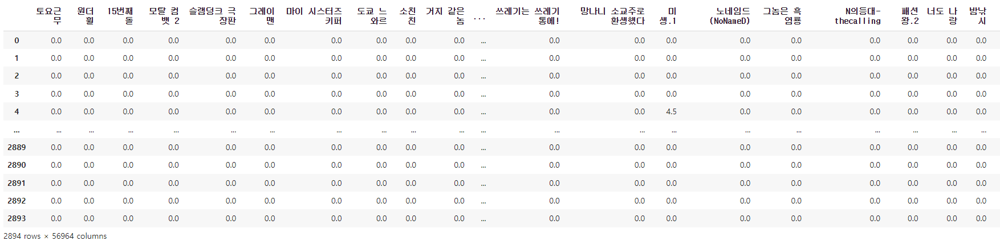 토요근 원더 15번째 모탈 컴 슬램덩크 극 그레이 마이 시스터즈 도쿄 느 소친 거지 같은 ... 쓰레기는 쓰레기 망나니 소교주로 미 노네임드 그놈은 흑 N의등대- 패션 너도 나 밤낚
무 휠 돌 뱃 2 장판 맨 키퍼 와르 친 놈 통에! 환생했다 생.1 (NoNameD) 염룡 thecalling 왕.2 랑 시
0 0.0 0.0 0.0 0.0 0.0 0.0 0.0 0.0 0.0 0.0 ... 0.0 0.0 0.0 0.0 0.0 0.0 0.0 0.0 0.0
1 0.0 0.0 0.0 0.0 0.0 0.0 0.0 0.0 0.0 0.0 ... 0.0 0.0 0.0 0.0 0.0 0.0 0.0 0.0 0.0
2 0.0 0.0 0.0 0.0 0.0 0.0 0.0 0.0 0.0 0.0 ... 0.0 0.0 0.0 0.0 0.0 0.0 0.0 0.0 0.0
3 0.0 0.0 0.0 0.0 0.0 0.0 0.0 0.0 0.0 0.0 ... 0.0 0.0 0.0 0.0 0.0 0.0 0.0 0.0 0.0
4 0.0 0.0 0.0 0.0 0.0 0.0 0.0 0.0 0.0 0.0 ... 0.0 0.0 4.5 0.0 0.0 0.0 0.0 0.0 0.0
... ... ... ... ... ... ... ... ... ... ... ... ... ... ... ... ... ... ... ... ...
2889 0.0 0.0 0.0 0.0 0.0 0.0 0.0 0.0 0.0 0.0 ... 0.0 0.0 0.0 0.0 0.0 0.0 0.0 0.0 0.0
2890 0.0 0.0 0.0 0.0 0.0 0.0 0.0 0.0 0.0 0.0 ... 0.0 0.0 0.0 0.0 0.0 0.0 0.0 0.0 0.0
2891 0.0 0.0 0.0 0.0 0.0 0.0 0.0 0.0 0.0 0.0 ... 0.0 0.0 0.0 0.0 0.0 0.0 0.0 0.0 0.0
2892 0.0 0.0 0.0 0.0 0.0 0.0 0.0 0.0 0.0 0.0 ... 0.0 0.0 0.0 0.0 0.0 0.0 0.0 0.0 0.0
2893 0.0 0.0 0.0 0.0 0.0 0.0 0.0 0.0 0.0 0.0 ... 0.0 0.0 0.0 0.0 0.0 0.0 0.0 0.0 0.0
2894 rows × 56964 columns